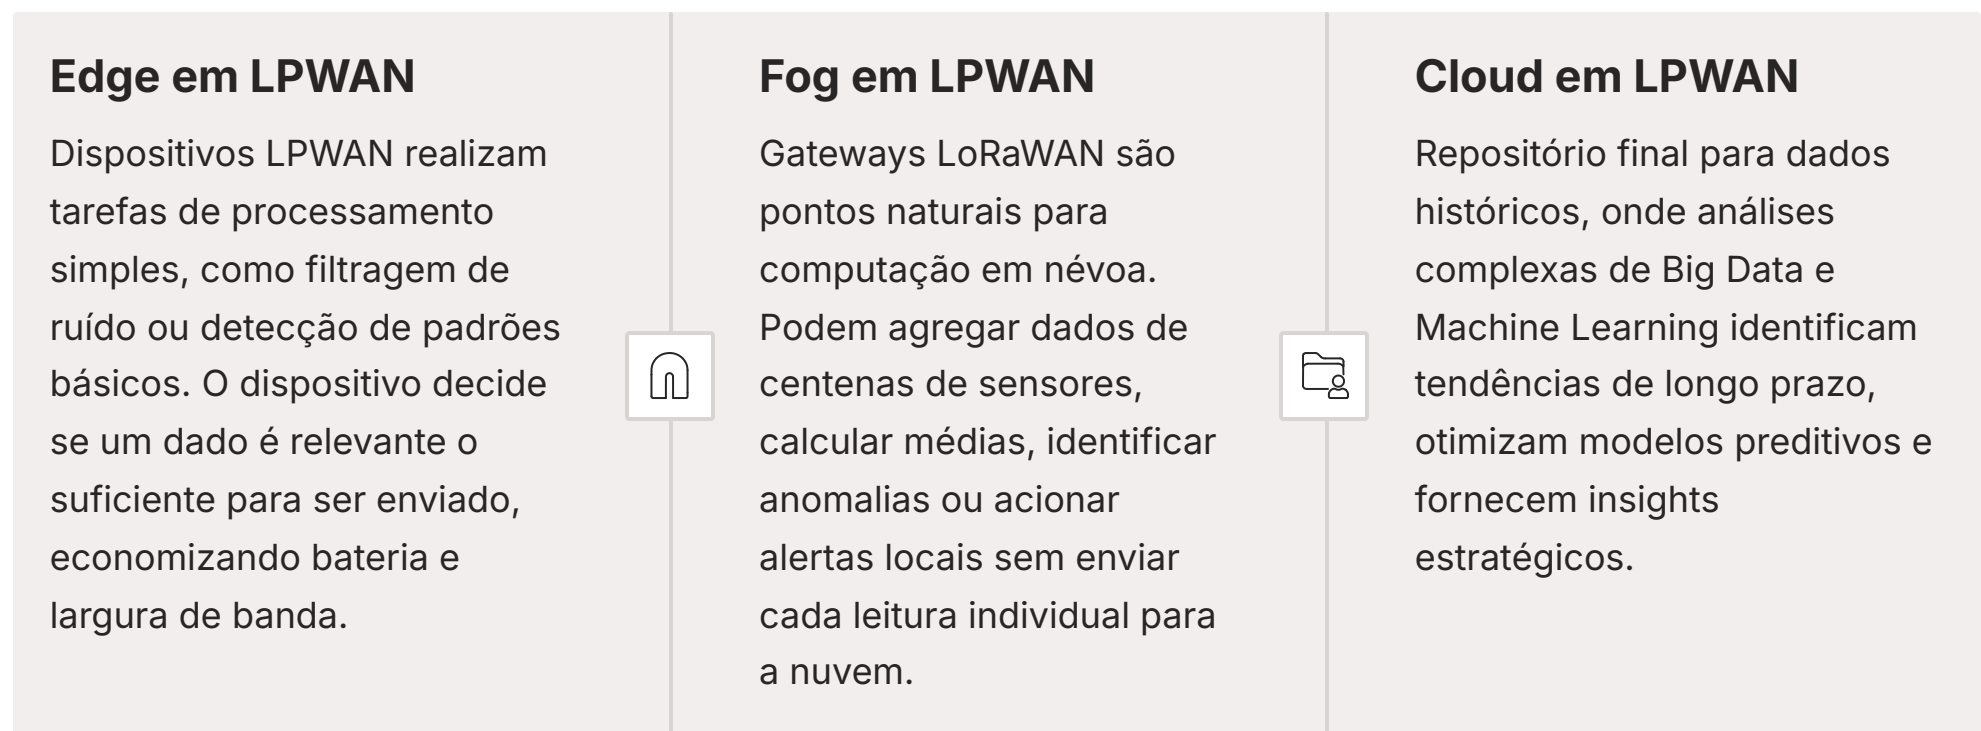 Edge em LPWAN
Dispositivos LPWAN realizam
tarefas de processamento
simples, como filtragem de
ruído ou detecção de padrões
básicos. O dispositivo decide
se um dado é relevante o
suficiente para ser enviado,
economizando bateria e
largura de banda.
Fog em LPWAN
Gateways LoRaWAN são
pontos naturais para
computação em névoa.
Podem agregar dados de
centenas de sensores,
calcular médias, identificar
anomalias ou acionar
alertas locais sem enviar
cada leitura individual para
a nuvem.
Cloud em LPWAN
Repositório final para dados
históricos, onde análises
complexas de Big Data e
Machine Learning identificam
tendências de longo prazo,
otimizam modelos preditivos e
fornecem insights
estratégicos.